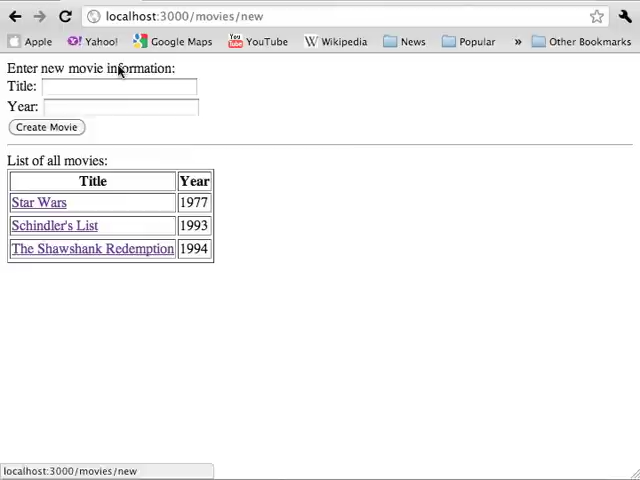 localhost:3000/movies/new
Apple Yahoo! Google Maps YouTube Wikipedia News Popular » Other Bookmarks
Enter new movie information:
Title:
Year:
Create Movie
List of all movies:
Title Year
Star Wars 1977
Schindler's List 1993
The Shawshank Redemption 1994
localhost:3000/movies/new